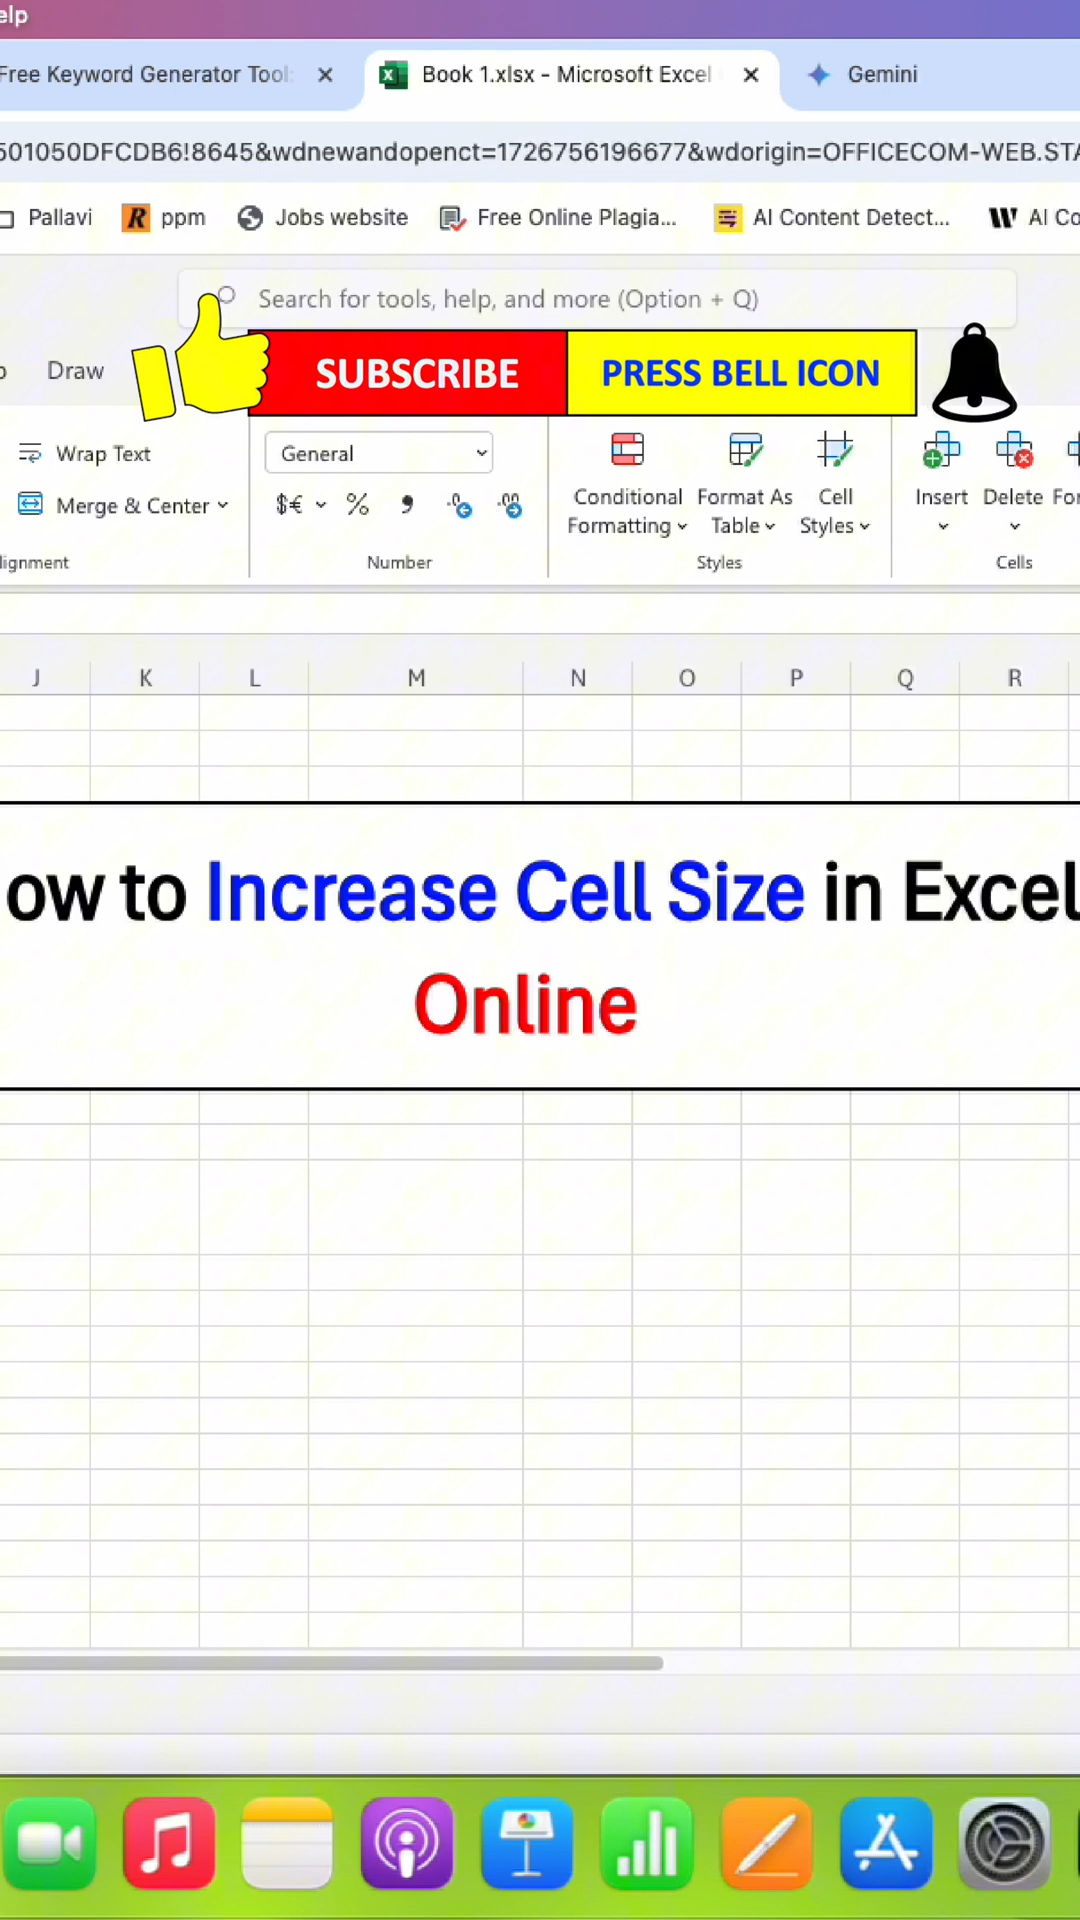 elp
Free Keyword Generator Tool
Book 1.xlsx - Microsoft Excel
Gemini
501050DFCDB6!8645&wdnewandopenct=1726756196677&wdorigin=OFFICECOM-WEB.STA
Pallavi
ppm
Jobs website
Free Online Plagia...
AI Content Detect...
AI Co
Search for tools, help, and more (Option + Q)
Draw
SUBSCRIBE
PRESS BELL ICON
Wrap Text
General
Merge & Center
$€ % ,
Conditional Formatting
Format As Table
Cell Styles
Insert
Delete
For
lignment
Number
Styles
Cells
J K L M N O P Q R
ow to Increase Cell Size in Excel
Online